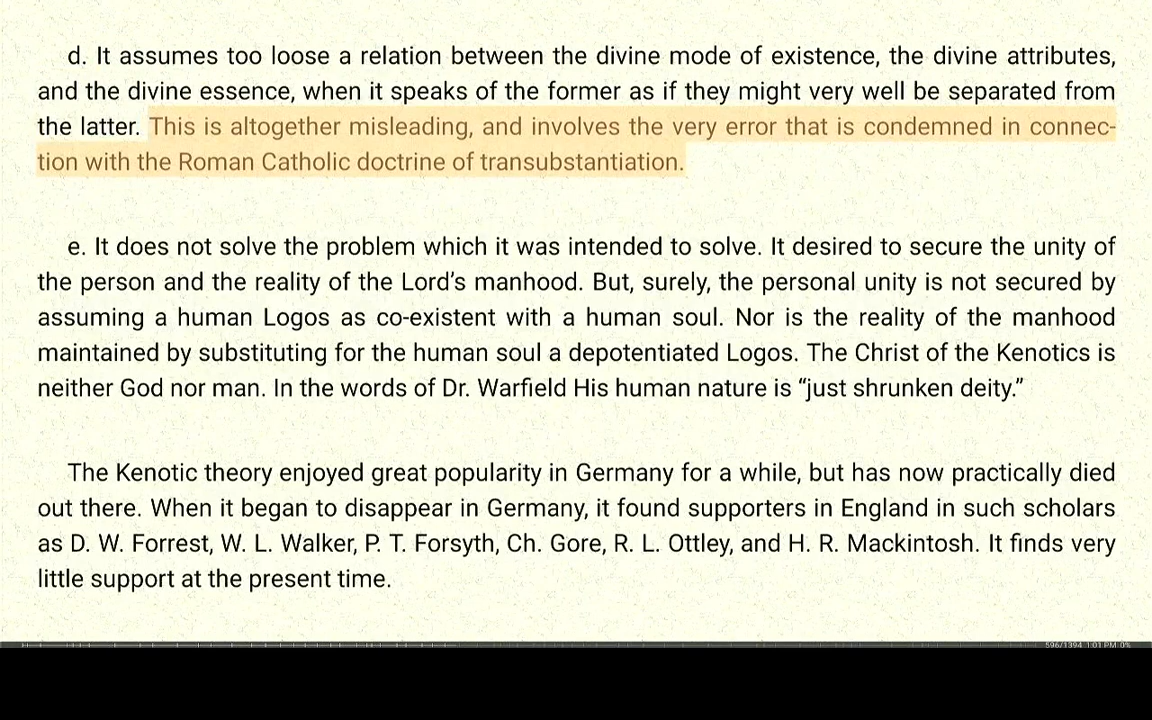 d. It assumes too loose a relation between the divine mode of existence, the divine attributes,
and the divine essence, when it speaks of the former as if they might very well be separated from
the latter. This is altogether misleading, and involves the very error that is condemned in connec-
tion with the Roman Catholic doctrine of transubstantiation.
e. It does not solve the problem which it was intended to solve. It desired to secure the unity of
the person and the reality of the Lord’s manhood. But, surely, the personal unity is not secured by
assuming a human Logos as co-existent with a human soul. Nor is the reality of the manhood
maintained by substituting for the human soul a depotentiated Logos. The Christ of the Kenotics is
neither God nor man. In the words of Dr. Warfield His human nature is “just shrunken deity.”
The Kenotic theory enjoyed great popularity in Germany for a while, but has now practically died
out there. When it began to disappear in Germany, it found supporters in England in such scholars
as D. W. Forrest, W. L. Walker, P. T. Forsyth, Ch. Gore, R. L. Ottley, and H. R. Mackintosh. It finds very
little support at the present time.
596/1394 1:01 PM 0%